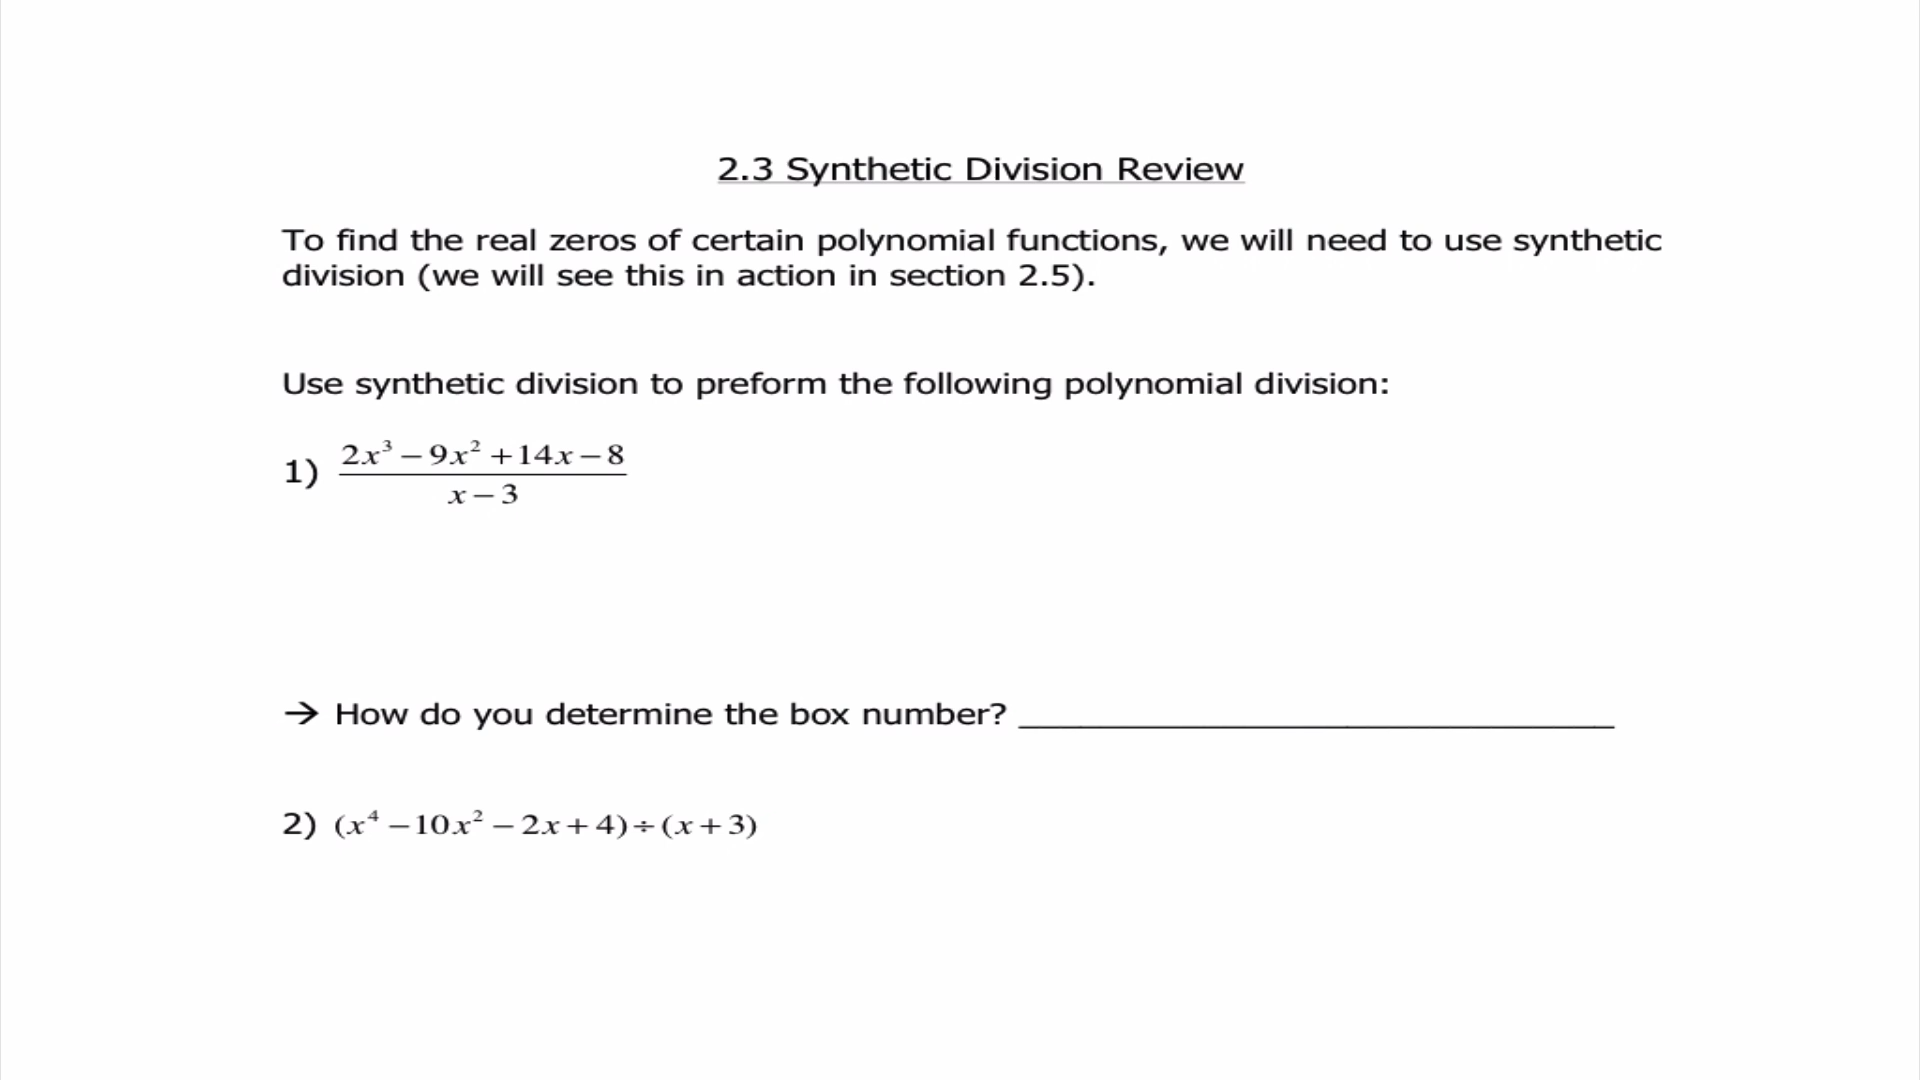 2.3 Synthetic Division Review
To find the real zeros of certain polynomial functions, we will need to use synthetic
division (we will see this in action in section 2.5).
Use synthetic division to preform the following polynomial division:
1) \frac{2x³ − 9x² + 14x − 8}{x − 3}
→ How do you determine the box number? ______________________________
2) (x⁴ − 10x² − 2x + 4) ÷ (x + 3)